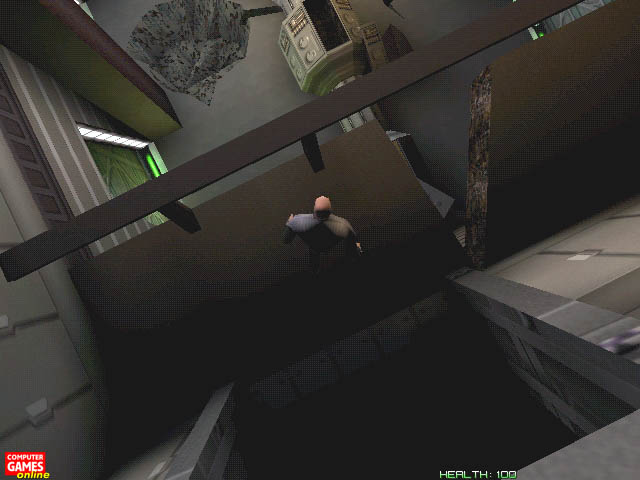 COMPUTER
GAMES
online
HEALTH: 100